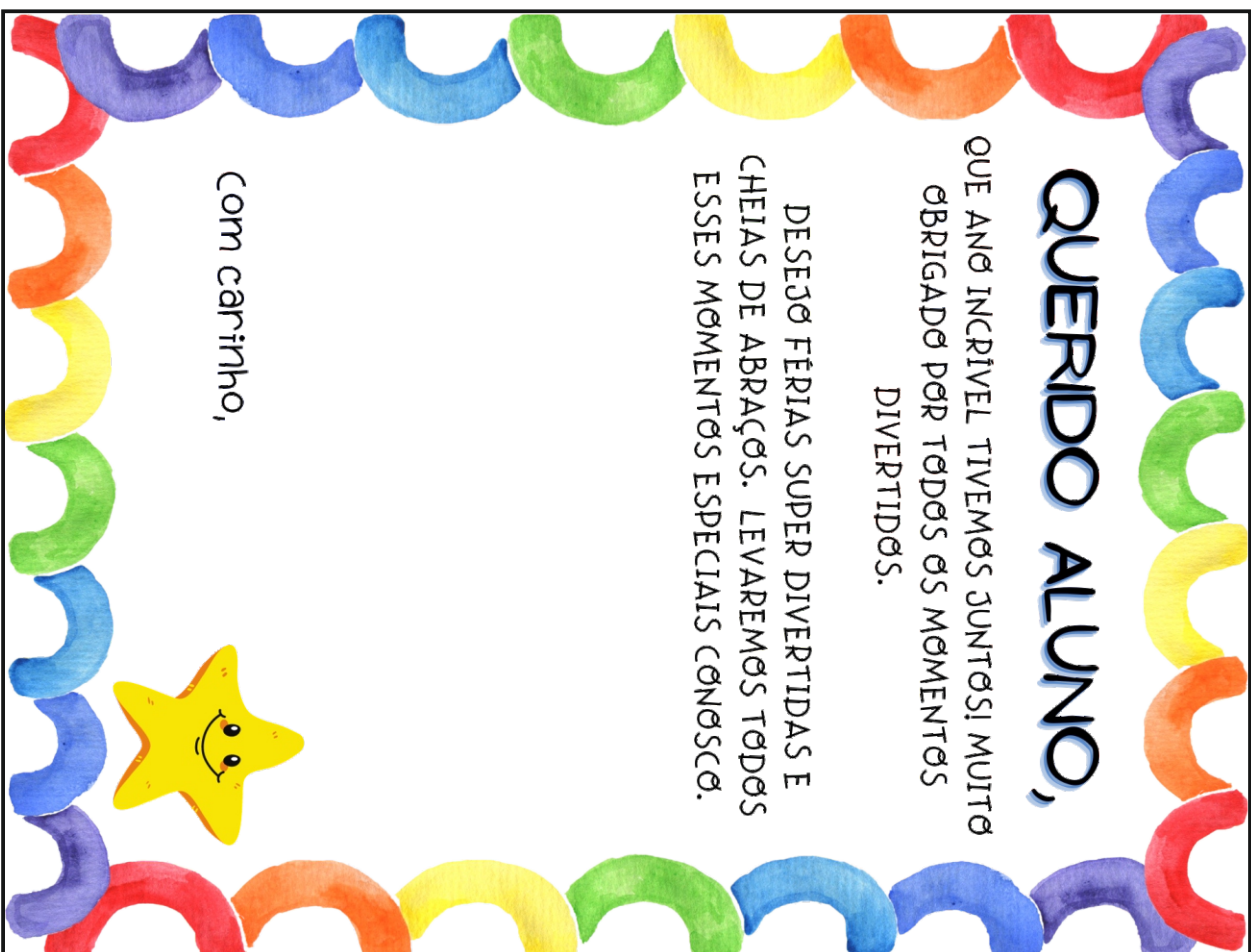 QUERIDO ALUNO,
QUE ANO INCRÍVEL TIVEMOS JUNTOS! MUITO
OBRIGADO POR TODOS OS MOMENTOS
DIVERTIDOS.
DESEJO FÉRIAS SUPER DIVERTIDAS E
CHEIAS DE ABRAÇOS. LEVAREMOS TODOS
ESSES MOMENTOS ESPECIAIS CONOSCO.
Com carinho,